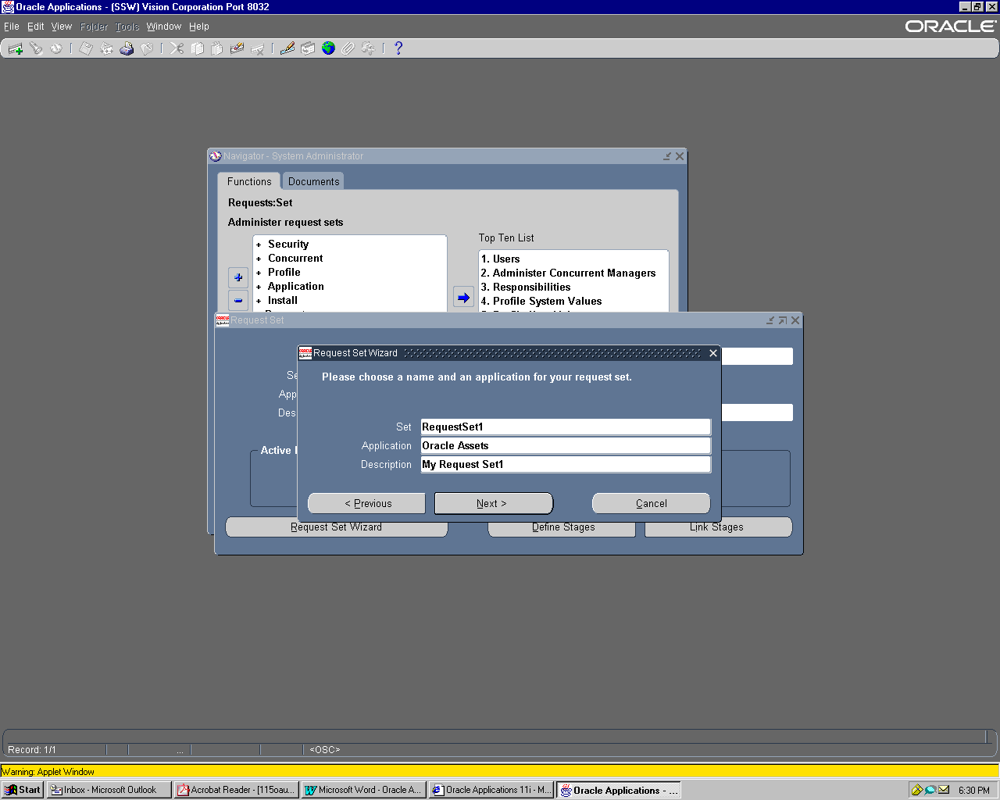 Oracle Applications - (SSW) Vision Corporation Port 8032
File Edit View Folder Tools Window Help
ORACLE
Navigator - System Administrator
Functions Documents
Requests:Set
Administer request sets
Top Ten List
+ Security
+ Concurrent
+ Profile
+ Application
+ Install
1. Users
2. Administer Concurrent Managers
3. Responsibilities
4. Profile System Values
Request Set
Request Set Wizard
Please choose a name and an application for your request set.
Set RequestSet1
Application Oracle Assets
Description My Request Set1
Active
< Previous Next > Cancel
Request Set Wizard Define Stages Link Stages
Record: 1/1 ... <OSC>
Warning: Applet Window
Start Inbox - Microsoft Outlook Acrobat Reader - [115oau... Microsoft Word - Oracle A... Oracle Applications 11i - M... Oracle Applications - ... 6:30 PM